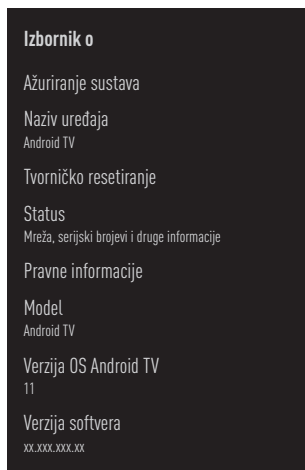 Izbornik o
Ažuriranje sustava
Naziv uređaja
Android TV
Tvorničko resetiranje
Status
Mreža, serijski brojevi i druge informacije
Pravne informacije
Model
Android TV
Verzija OS Android TV
11
Verzija softvera
xx.xxx.xxx.xx